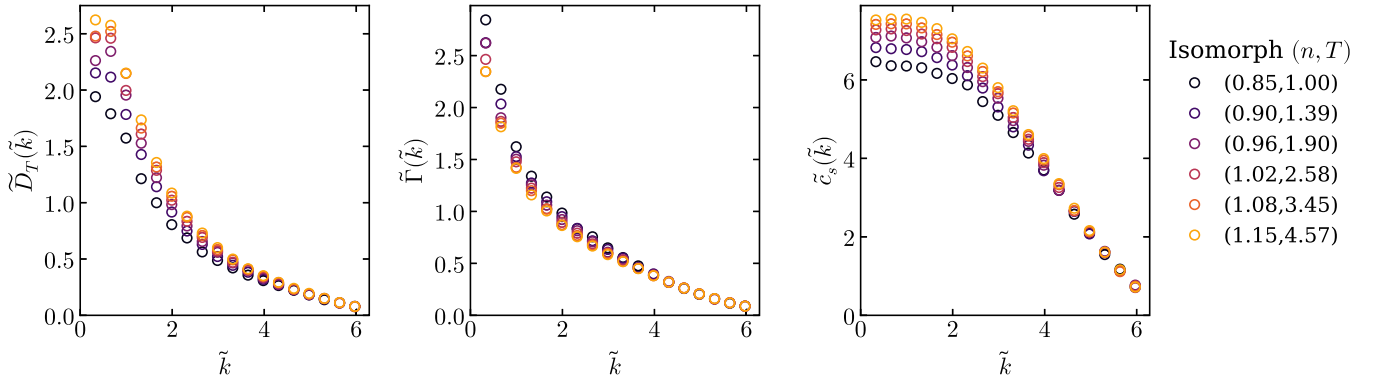 D̃_T(k̃)
2.5
2.0
1.5
1.0
0.5
0.0
0 2 4 6
k̃
Γ̃(k̃)
2.5
2.0
1.5
1.0
0.5
0.0
0 2 4 6
k̃
c̃_s(k̃)
6
4
2
0
0 2 4 6
k̃
Isomorph (n, T)
(0.85,1.00)
(0.90,1.39)
(0.96,1.90)
(1.02,2.58)
(1.08,3.45)
(1.15,4.57)